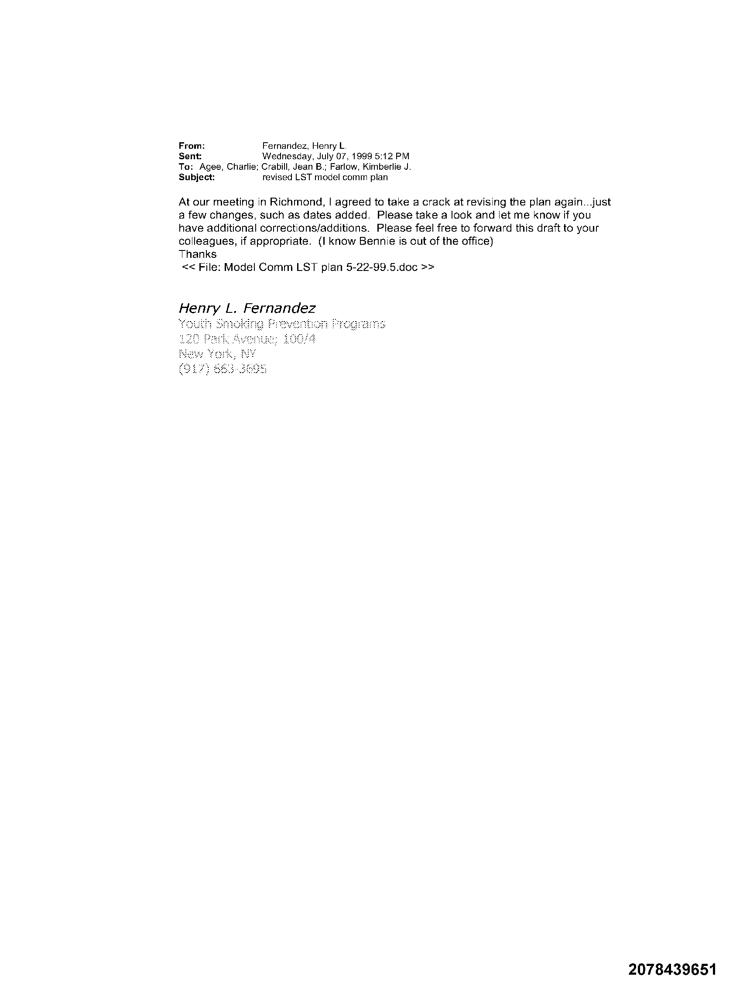 From: Fernandez, Henry L.
Sent: Wednesday, July 07, 1999 5:12 PM
To: Agee, Charlie; Crabill, Jean B.; Farlow, Kimberlie J.
Subject: revised LST model comm plan
At our meeting in Richmond, I agreed to take a crack at revising the plan again...just
a few changes, such as dates added.  Please take a look and let me know if you
have additional corrections/additions.  Please feel free to forward this draft to your
colleagues, if appropriate.  (I know Bennie is out of the office)
Thanks
<< File: Model Comm LST plan 5-22-99.5.doc >>
Henry L. Fernandez
Youth Smoking Prevention Programs
120 Park Avenue; 100/4
New York, NY
(917) 663-3695
2078439651